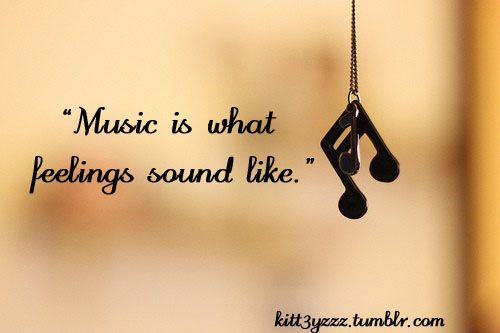 “Music is what
feelings sound like.”
kitt3yzzz.tumblr.com